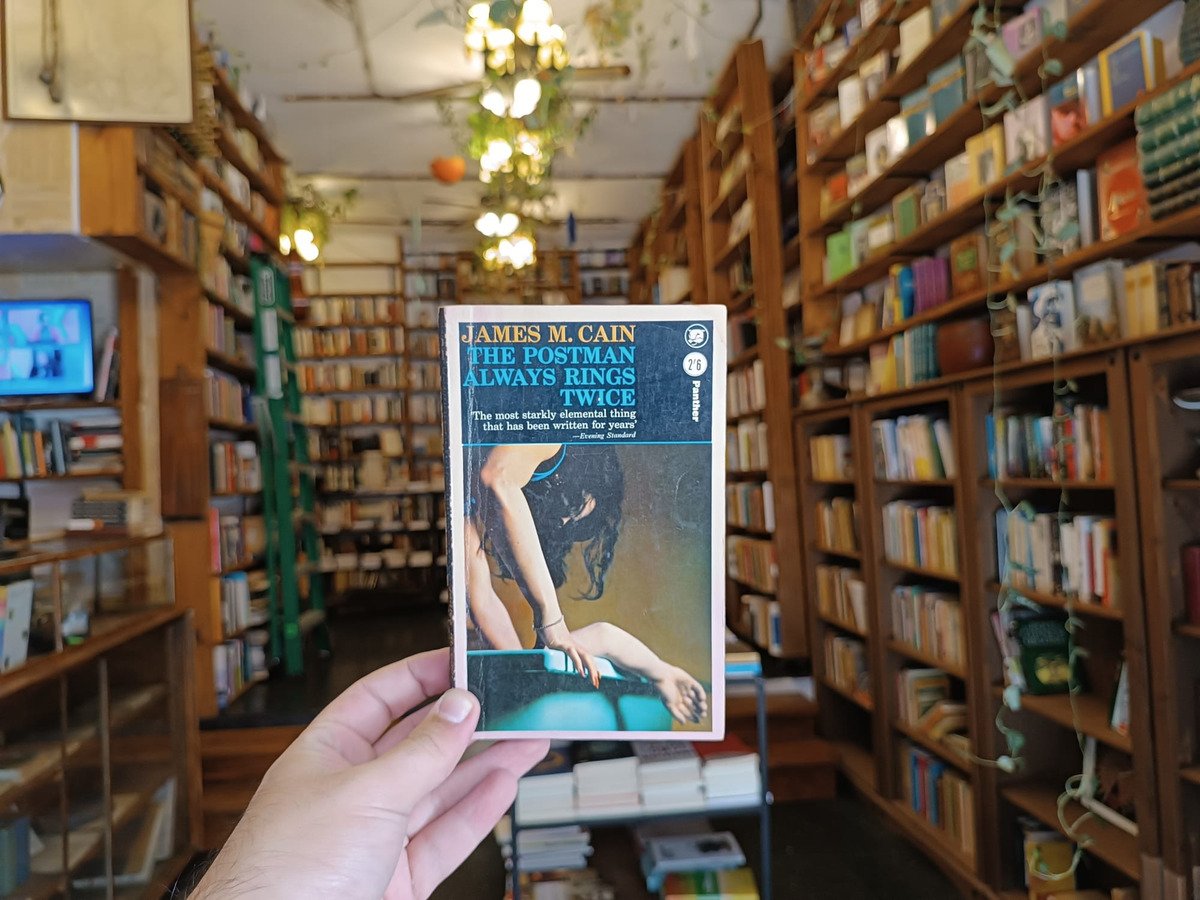 JAMES M. CAIN
THE POSTMAN
ALWAYS RINGS
TWICE
'The most starkly elemental thing
that has been written for years'
—Evening Standard
2'6
Panther